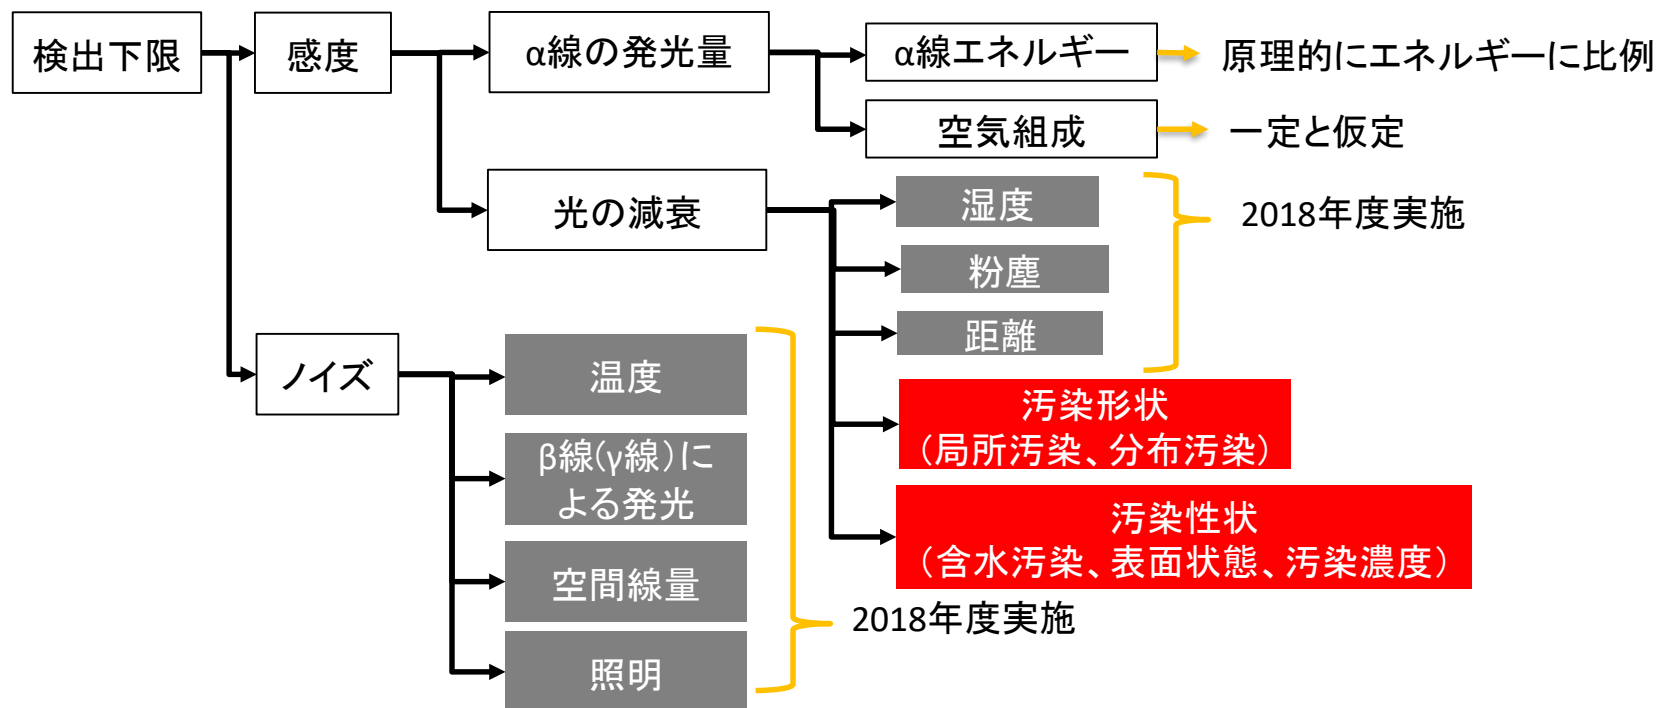 検出下限
感度
α線の発光量
α線エネルギー
原理的にエネルギーに比例
空気組成
一定と仮定
光の減衰
湿度
粉塵
距離
2018年度実施
汚染形状
（局所汚染、分布汚染）
汚染性状
（含水汚染、表面状態、汚染濃度）
ノイズ
温度
β線(γ線）に
よる発光
空間線量
照明
2018年度実施